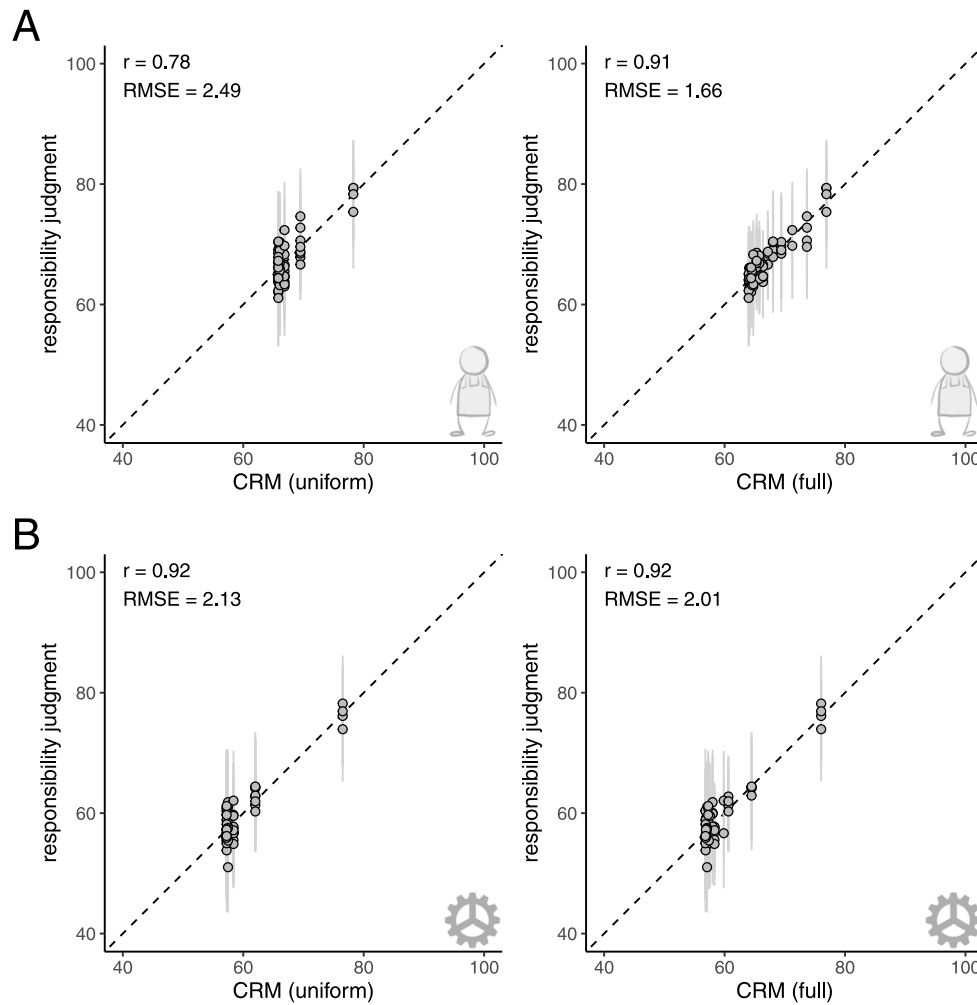 A
r = 0.78
RMSE = 2.49
responsibility judgment
100
80
60
40
40 60 80 100
CRM (uniform)
r = 0.91
RMSE = 1.66
responsibility judgment
100
80
60
40
40 60 80 100
CRM (full)
B
r = 0.92
RMSE = 2.13
responsibility judgment
100
80
60
40
40 60 80 100
CRM (uniform)
r = 0.92
RMSE = 2.01
responsibility judgment
100
80
60
40
40 60 80 100
CRM (full)